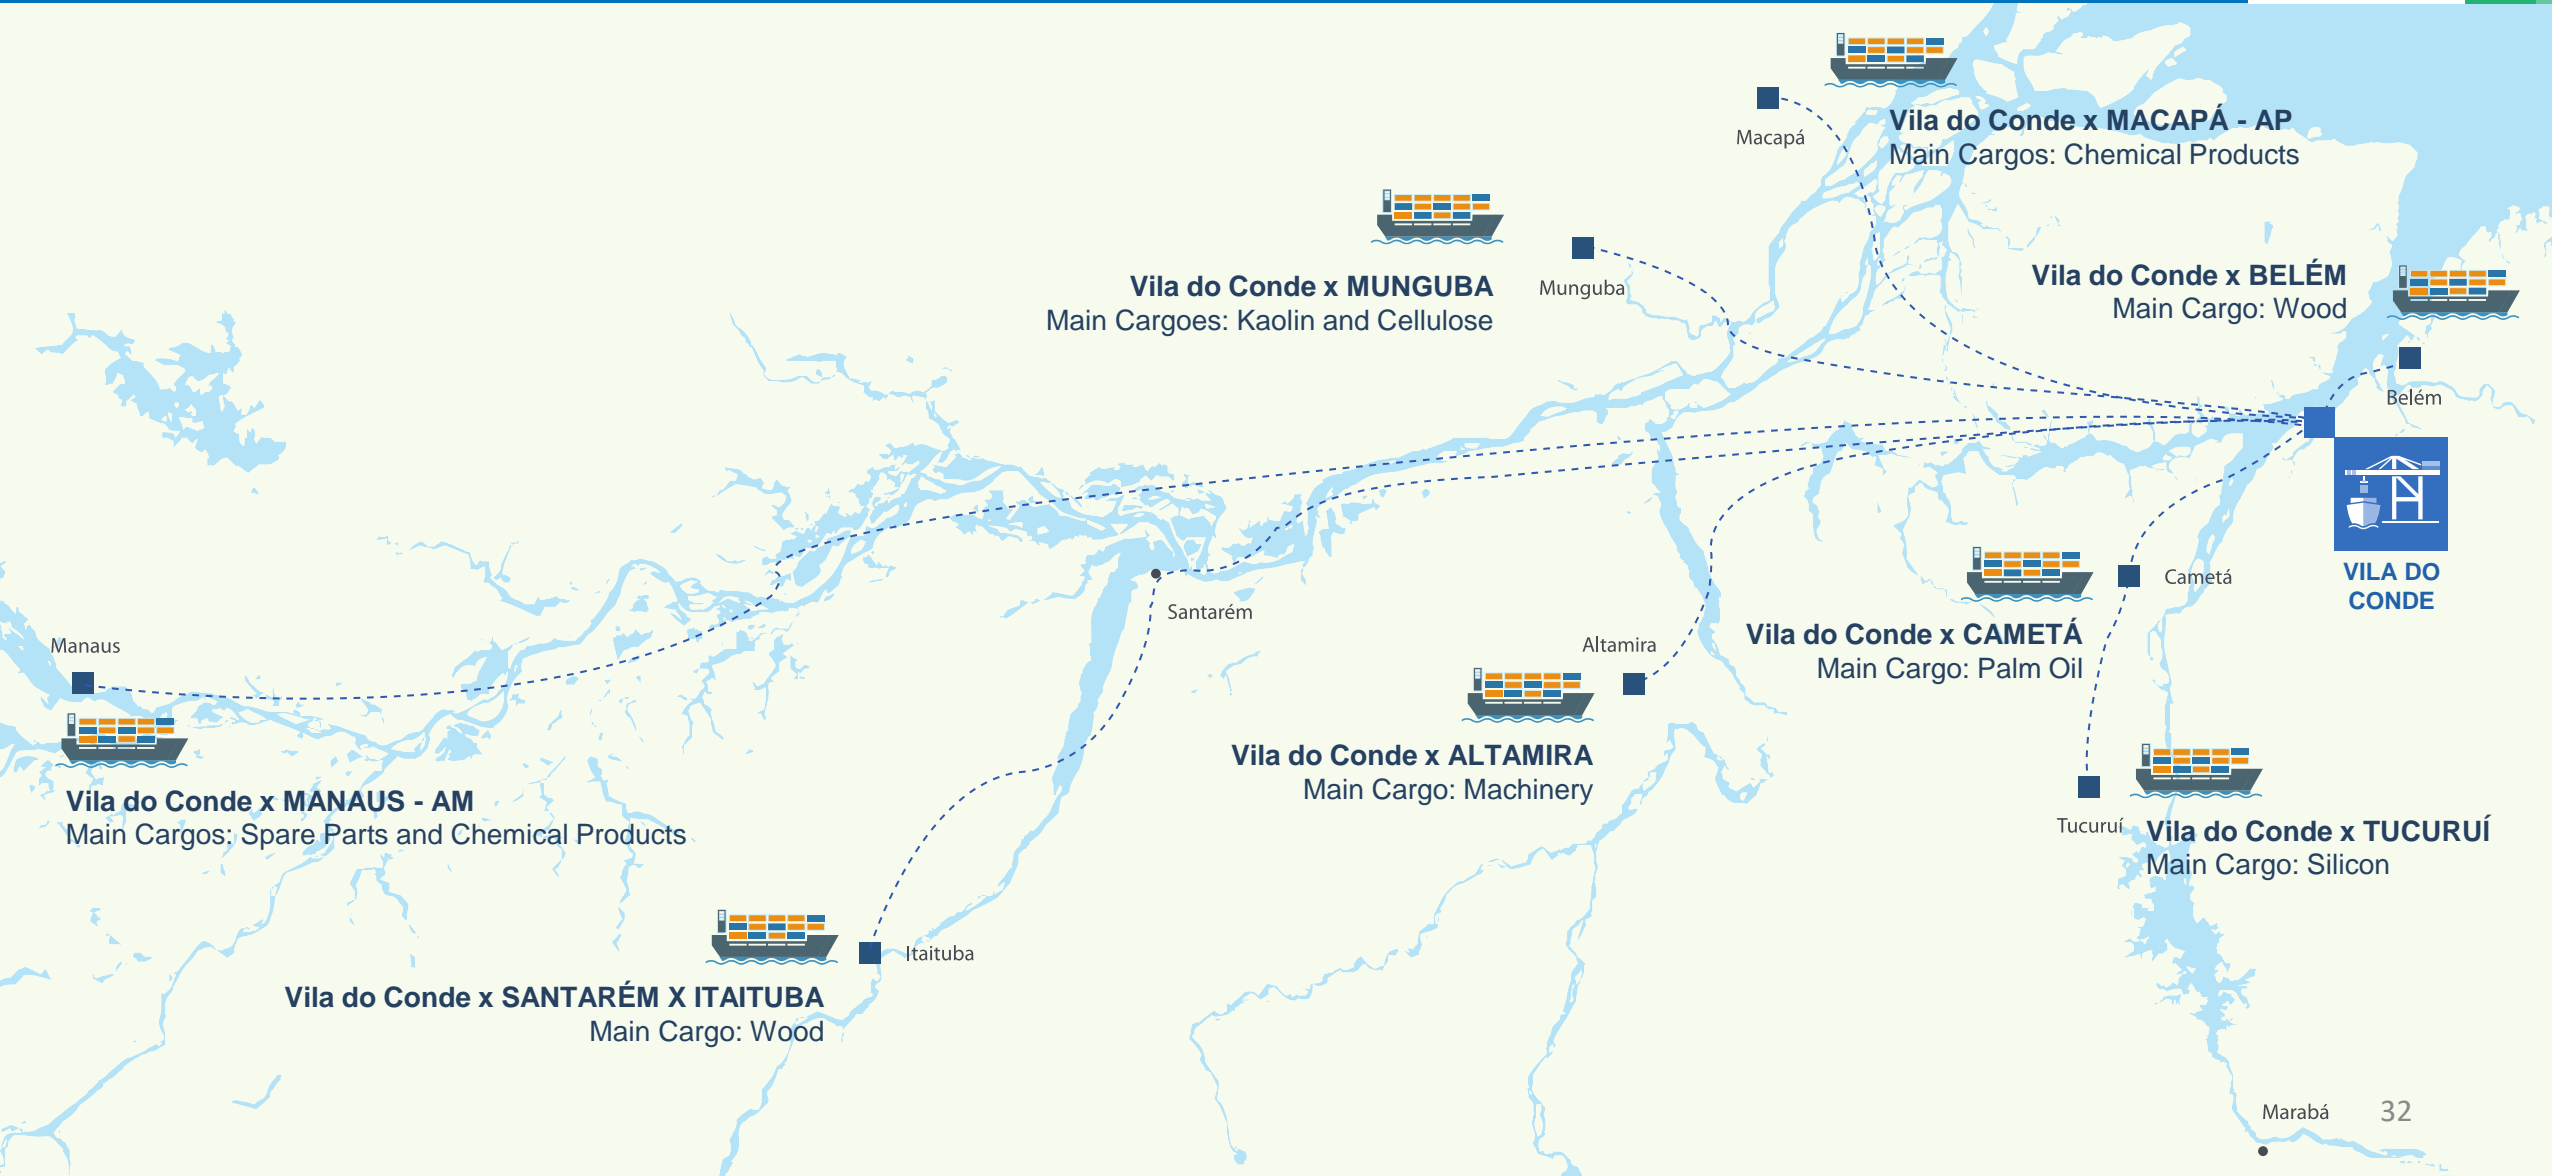 Macapá
Vila do Conde x MACAPÁ - AP
Main Cargos: Chemical Products
Vila do Conde x MUNGUBA
Main Cargoes: Kaolin and Cellulose
Munguba
Vila do Conde x BELÉM
Main Cargo: Wood
Belém
VILA DO
CONDE
Santarém
Cametá
Vila do Conde x CAMETÁ
Main Cargo: Palm Oil
Manaus
Altamira
Vila do Conde x ALTAMIRA
Main Cargo: Machinery
Vila do Conde x MANAUS - AM
Main Cargos: Spare Parts and Chemical Products
Tucuruí
Vila do Conde x TUCURUÍ
Main Cargo: Silicon
Itaituba
Vila do Conde x SANTARÉM X ITAITUBA
Main Cargo: Wood
Marabá
32